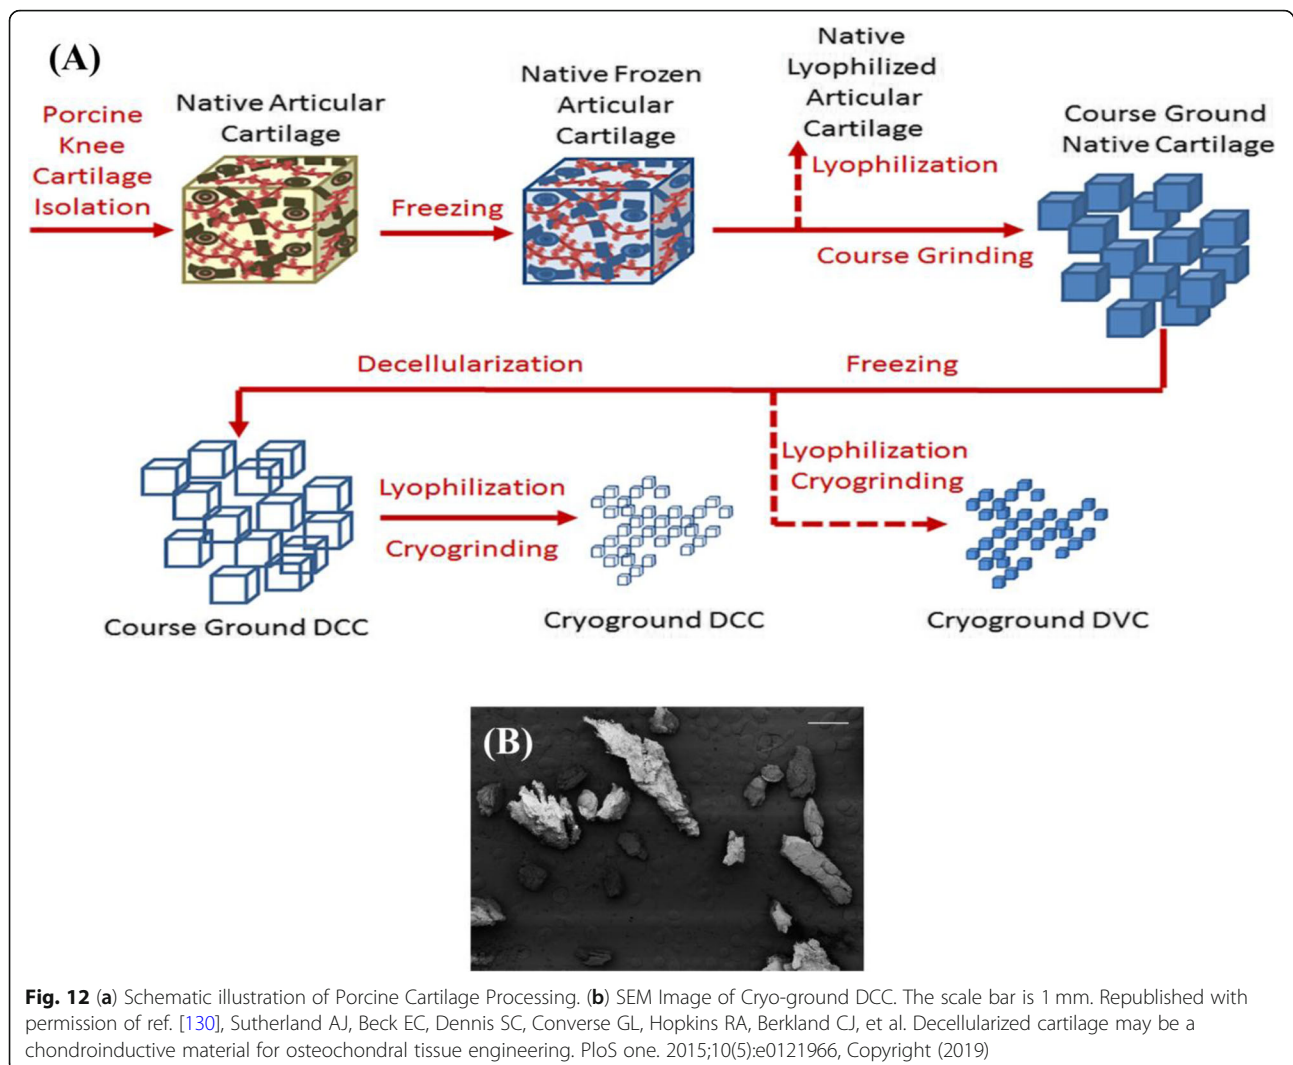 (A)
Porcine
Knee
Cartilage
Isolation
Native Articular
Cartilage
Freezing
Native Frozen
Articular
Cartilage
Native
Lyophilized
Articular
Cartilage
Lyophilization
Course Grinding
Course Ground
Native Cartilage
Decellularization
Freezing
Lyophilization
Cryogrinding
Lyophilization
Cryogrinding
Course Ground DCC
Cryoground DCC
Cryoground DVC
(B)
Fig. 12 (a) Schematic illustration of Porcine Cartilage Processing. (b) SEM Image of Cryo-ground DCC. The scale bar is 1 mm. Republished with
permission of ref. [130], Sutherland AJ, Beck EC, Dennis SC, Converse GL, Hopkins RA, Berkland CJ, et al. Decellularized cartilage may be a
chondroinductive material for osteochondral tissue engineering. PloS one. 2015;10(5):e0121966, Copyright (2019)